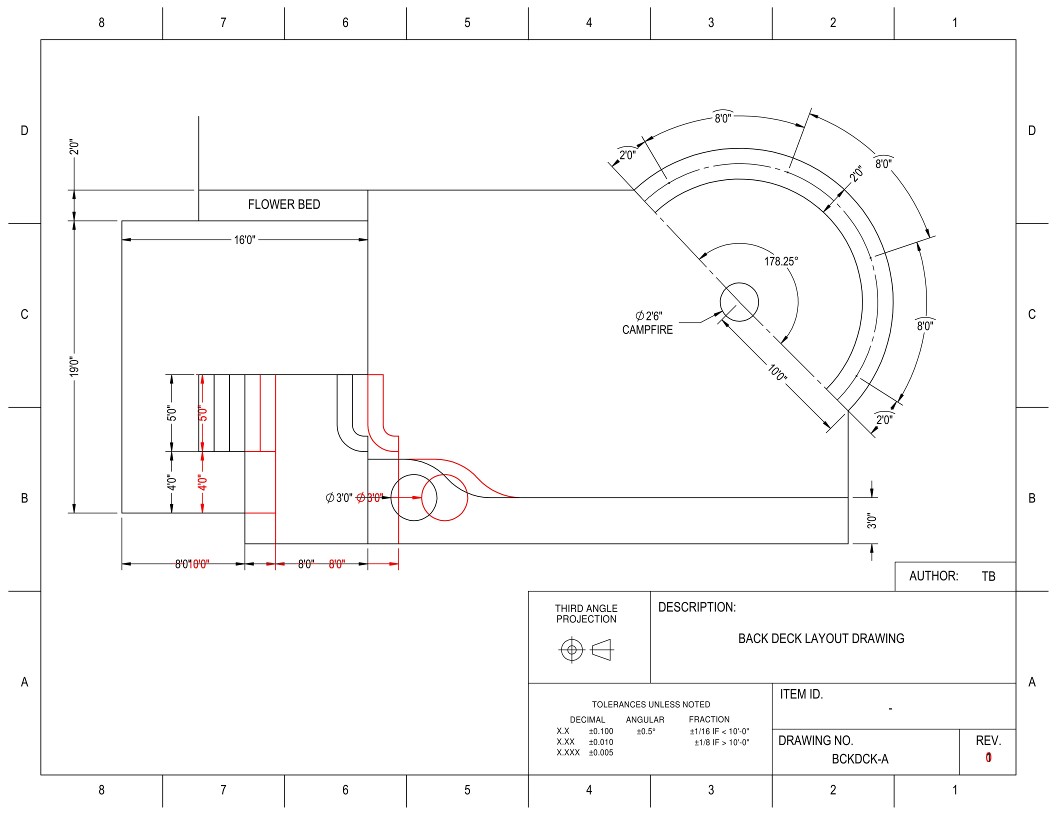 8 7 6 5 4 3 2 1
D D
2'0"
8'0"
2'0"
8'0"
2'0"
FLOWER BED
16'0"
178.25°
C C
⌀ 2'6"
CAMPFIRE
8'0"
19'0"
10'0"
5'0" 5'0"
2'0"
4'0" 4'0"
⌀ 3'0" ⌀ 3'0"
B B
3'0"
8'0" 10'0" 8'0" 8'0"
AUTHOR: TB
THIRD ANGLE
PROJECTION
DESCRIPTION:
BACK DECK LAYOUT DRAWING
A A
ITEM ID.
-
TOLERANCES UNLESS NOTED
DECIMAL ANGULAR FRACTION
X.X ±0.100 ±0.5° ±1/16 IF < 10'-0"
X.XX ±0.010 ±1/8 IF > 10'-0"
X.XXX ±0.005
DRAWING NO.
BCKDCK-A
REV.
8 7 6 5 4 3 2 1